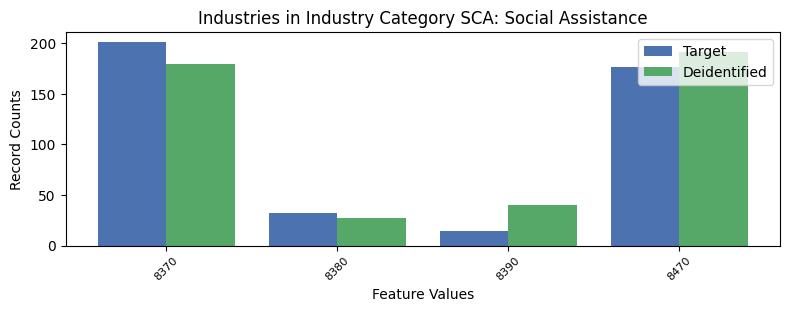 Industries in Industry Category SCA: Social Assistance
Record Counts
200
150
100
50
0
Target
Deidentified
8370
8380
8390
8470
Feature Values